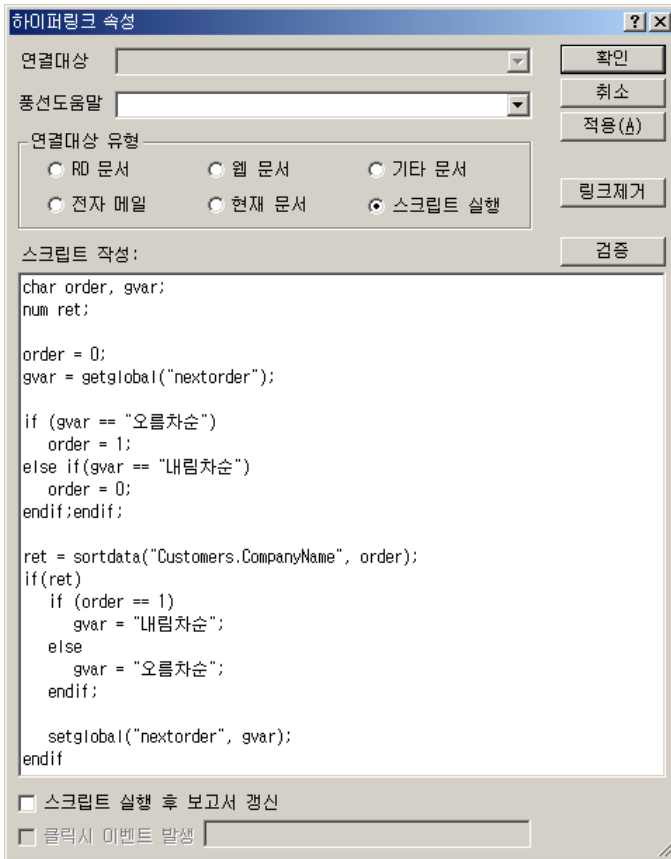 하이퍼링크 속성
연결대상
확인
풍선도움말
취소
적용(A)
연결대상 유형
RD 문서
웹 문서
기타 문서
전자 메일
현재 문서
스크립트 실행
링크제거
스크립트 작성:
검증
char order, gvar;
num ret;
order = 0;
gvar = getglobal("nextorder");
if (gvar == "오름차순")
order = 1;
else if(gvar == "내림차순")
order = 0;
endif;endif;
ret = sortdata("Customers.CompanyName", order);
if(ret)
if (order == 1)
gvar = "내림차순";
else
gvar = "오름차순";
endif;
setglobal("nextorder", gvar);
endif
스크립트 실행 후 보고서 갱신
클릭시 이벤트 발생